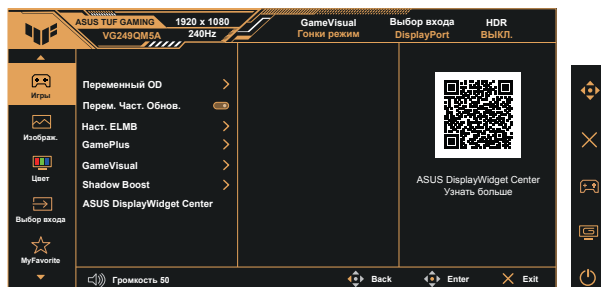 ASUS TUF GAMING 1920 x 1080
VG249QM5A 240Hz
GameVisual
Гонки режим
Выбор входа
DisplayPort
HDR
ВЫКЛ.
Игры
Изображ.
Цвет
Выбор входа
MyFavorite
Переменный OD
Перем. Част. Обнов.
Наст. ELMB
GamePlus
GameVisual
Shadow Boost
ASUS DisplayWidget Center
ASUS DisplayWidget Center
Узнать больше
Громкость 50
Back
Enter
Exit